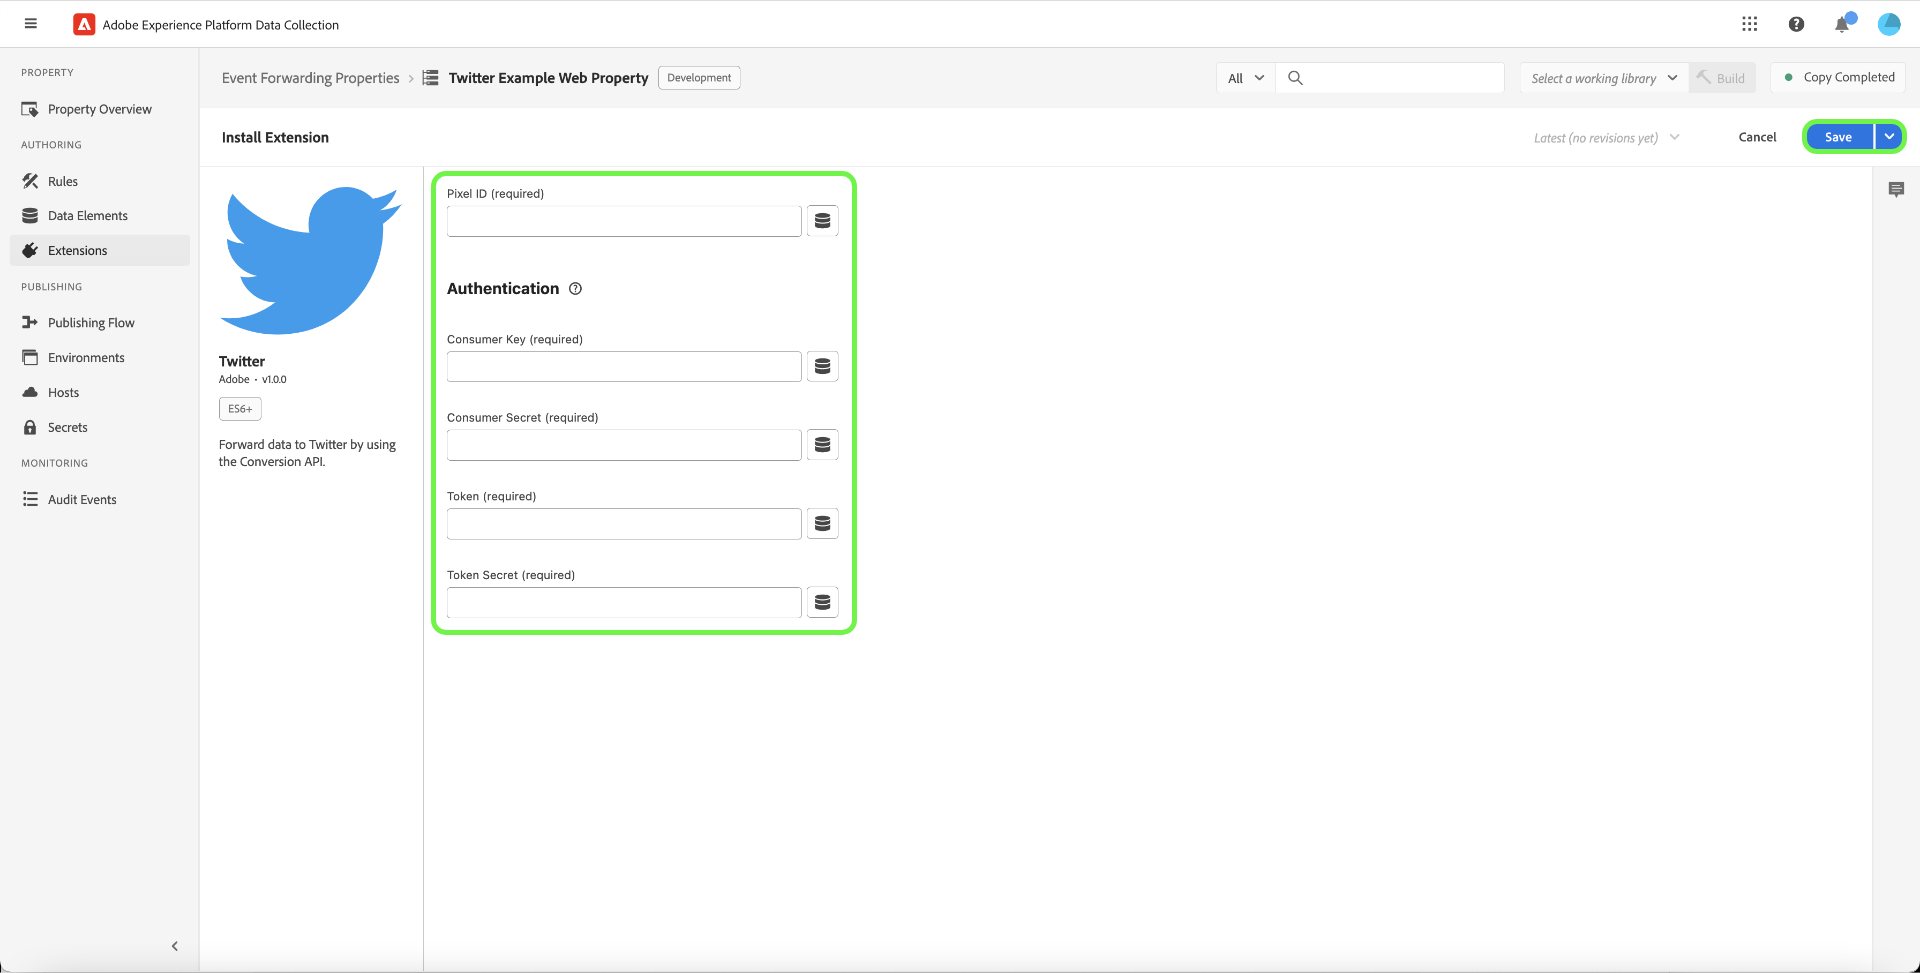 Adobe Experience Platform Data Collection
PROPERTY
Property Overview
AUTHORING
Rules
Data Elements
Extensions
PUBLISHING
Publishing Flow
Environments
Hosts
Secrets
MONITORING
Audit Events
Event Forwarding Properties > Twitter Example Web Property Development
All
Select a working library
Build
Copy Completed
Install Extension
Latest (no revisions yet)
Cancel
Save
Twitter
Adobe · v1.0.0
ES6+
Forward data to Twitter by using
the Conversion API.
Pixel ID (required)
Authentication
Consumer Key (required)
Consumer Secret (required)
Token (required)
Token Secret (required)